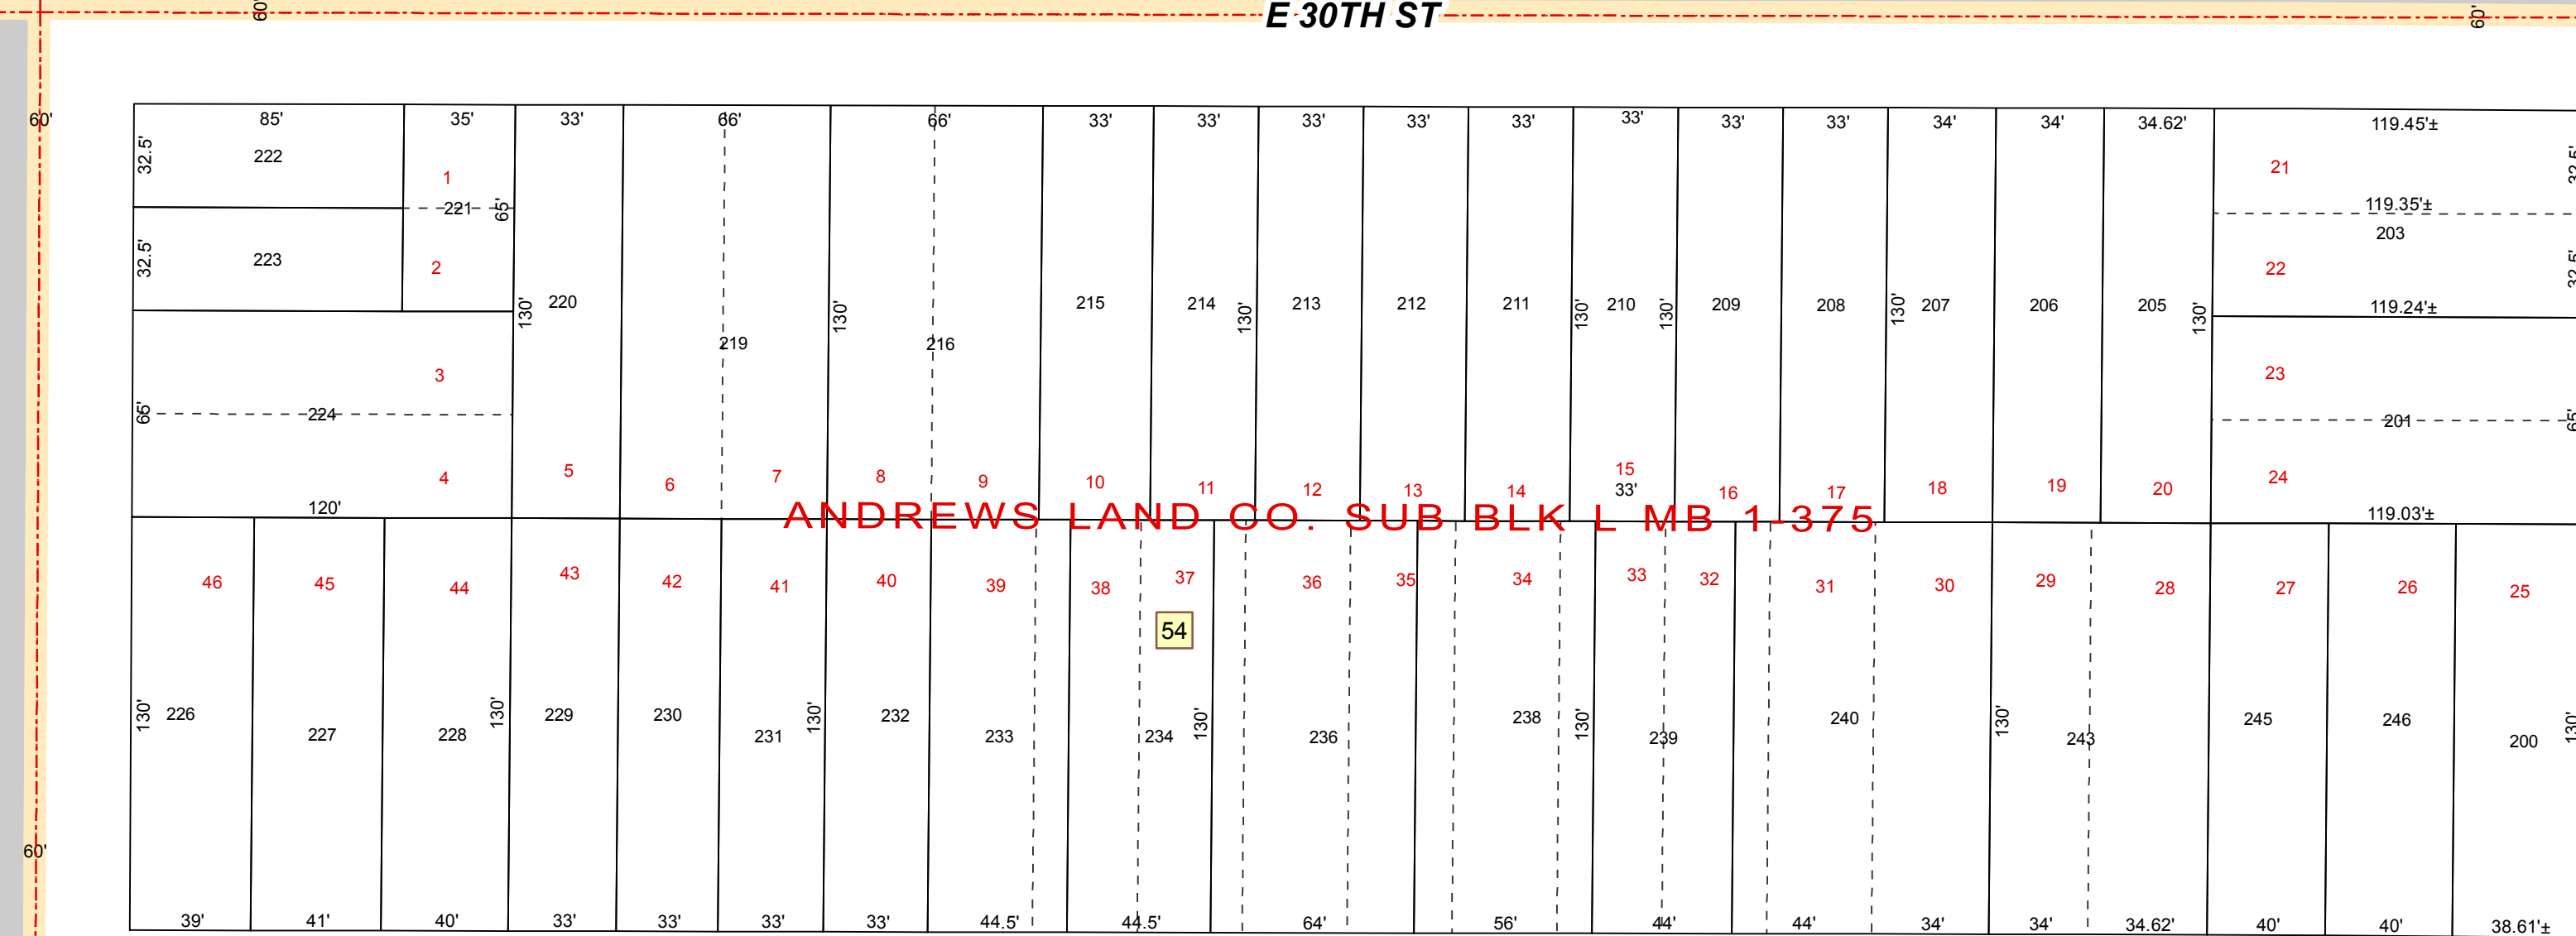 60' E 30TH ST 60'
60' 85' 35' 33' 66' 66' 33' 33' 33' 33' 33' 33' 33' 33' 34' 34' 34.62' 119.45'±
32.5' 222 1 21 32.5'
221 65' 119.35'±
32.5' 223 2 203 22 32.5'
130' 220 130' 215 214 130' 213 212 211 130' 210 130' 209 208 130' 207 206 205 130' 119.24'±
219 216
3 23
65' 224 201 65'
4 5 6 7 8 9 10 11 12 13 14 15 16 17 18 19 20 24
33'
120' 119.03'±
ANDREWS LAND CO. SUB BLK L MB 1-375
46 45 44 43 42 41 40 39 38 37 36 35 34 33 32 31 30 29 28 27 26 25
54
130' 226 227 228 130' 229 230 231 130' 232 233 234 130' 236 238 130' 239 240 130' 243 245 246 200 130'
60'
39' 41' 40' 33' 33' 33' 33' 44.5' 44.5' 64' 56' 44' 44' 34' 34' 34.62' 40' 40' 38.61'±